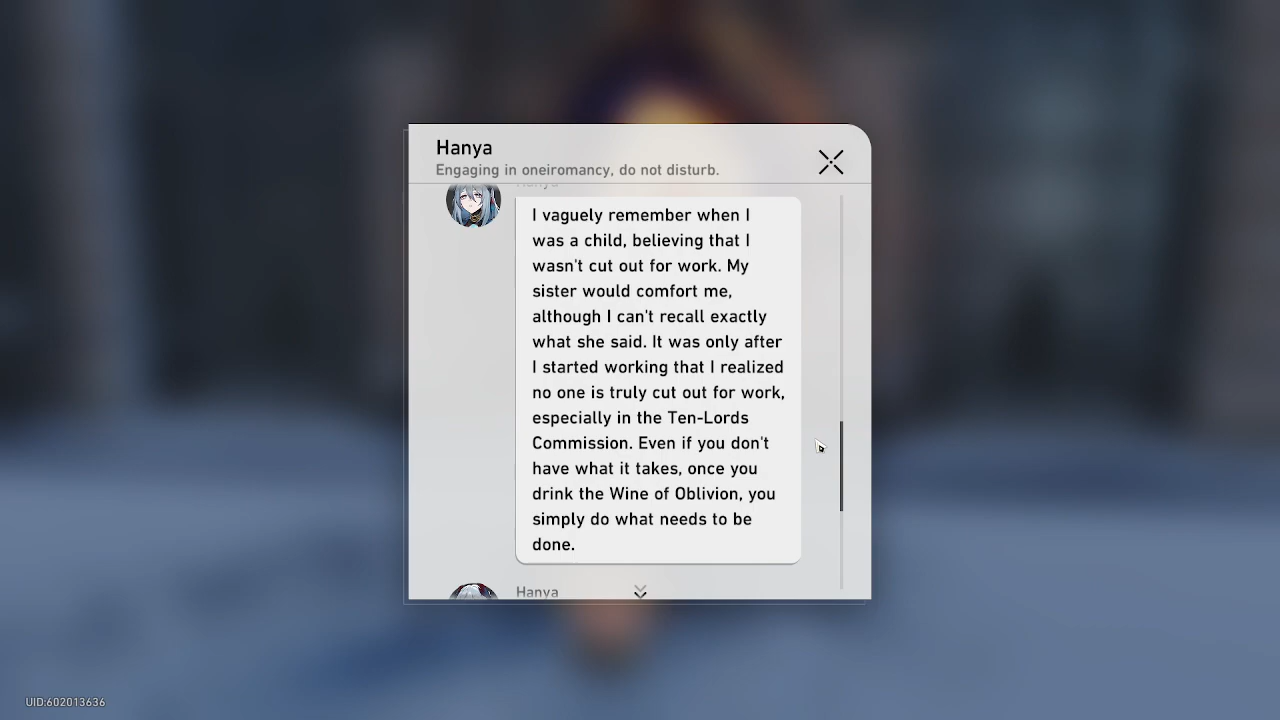 Hanya
Engaging in oneiromancy, do not disturb.
Hanya
I vaguely remember when I
was a child, believing that I
wasn't cut out for work. My
sister would comfort me,
although I can't recall exactly
what she said. It was only after
I started working that I realized
no one is truly cut out for work,
especially in the Ten-Lords
Commission. Even if you don't
have what it takes, once you
drink the Wine of Oblivion, you
simply do what needs to be
done.
Hanya
UID:602013636